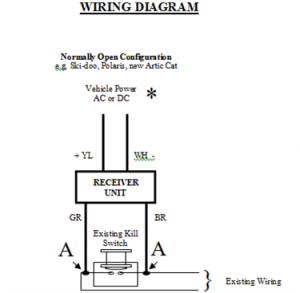 WIRING DIAGRAM
Normally Open Configuration
e.g. Ski-doo, Polaris, new Artic Cat
Vehicle Power
AC or DC *
+ YL WH -
RECEIVER
UNIT
GR BR
Existing Kill
Switch
A A
Existing Wiring